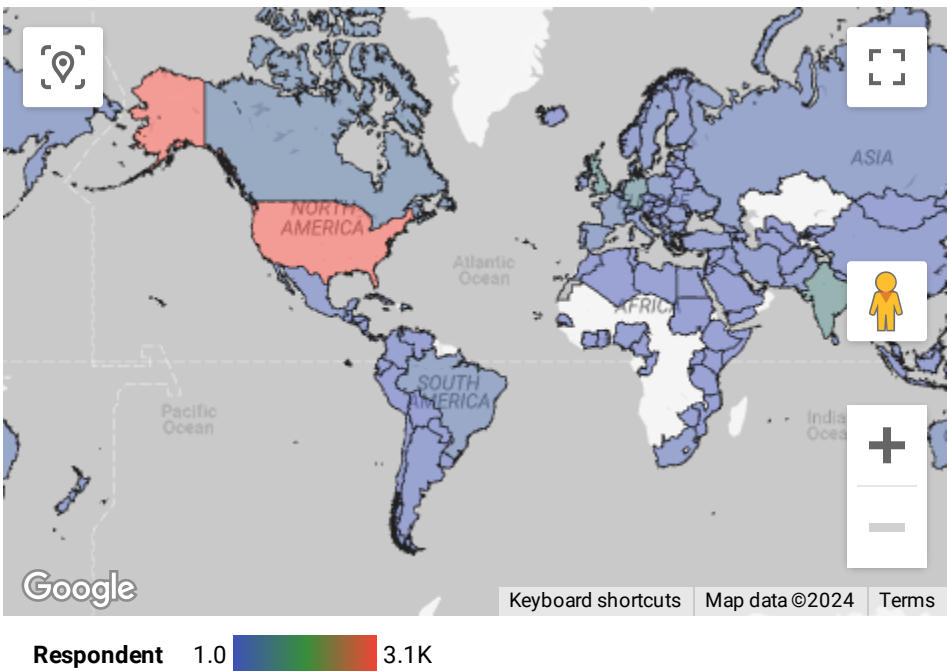 ASIA
NORTH
AMERICA
Atlantic
Ocean
AFRICA
SOUTH
AMERICA
Pacific
Ocean
Google
Keyboard shortcuts
Map data ©2024
Terms
Respondent 1.0 3.1K